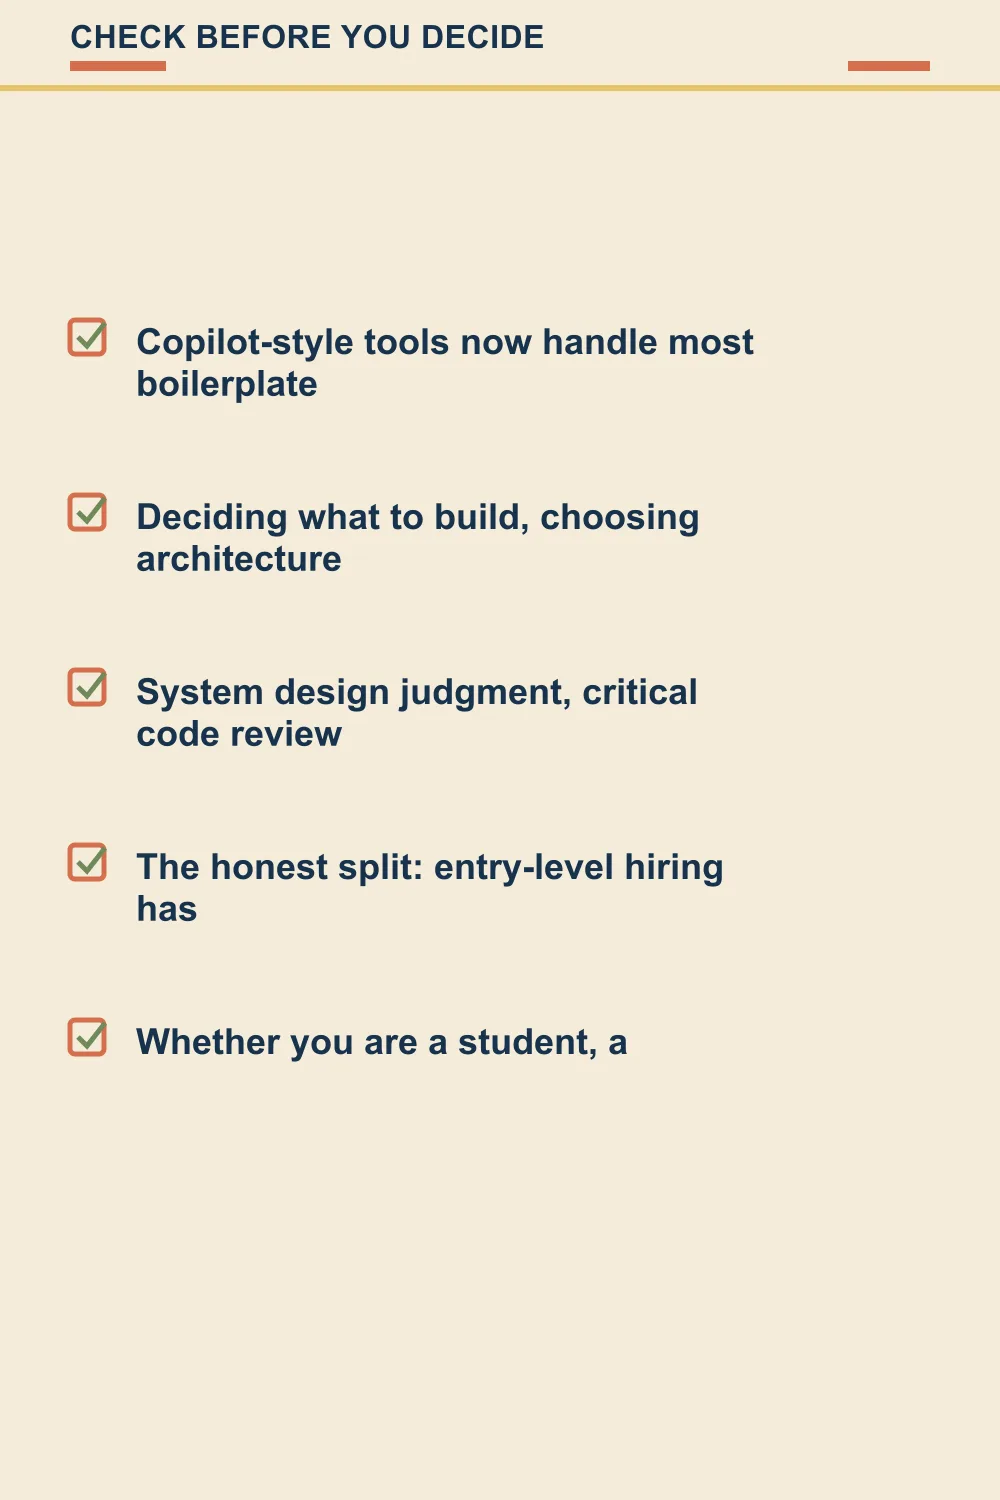 CHECK BEFORE YOU DECIDE
Copilot-style tools now handle most
boilerplate
Deciding what to build, choosing
architecture
System design judgment, critical
code review
The honest split: entry-level hiring
has
Whether you are a student, a